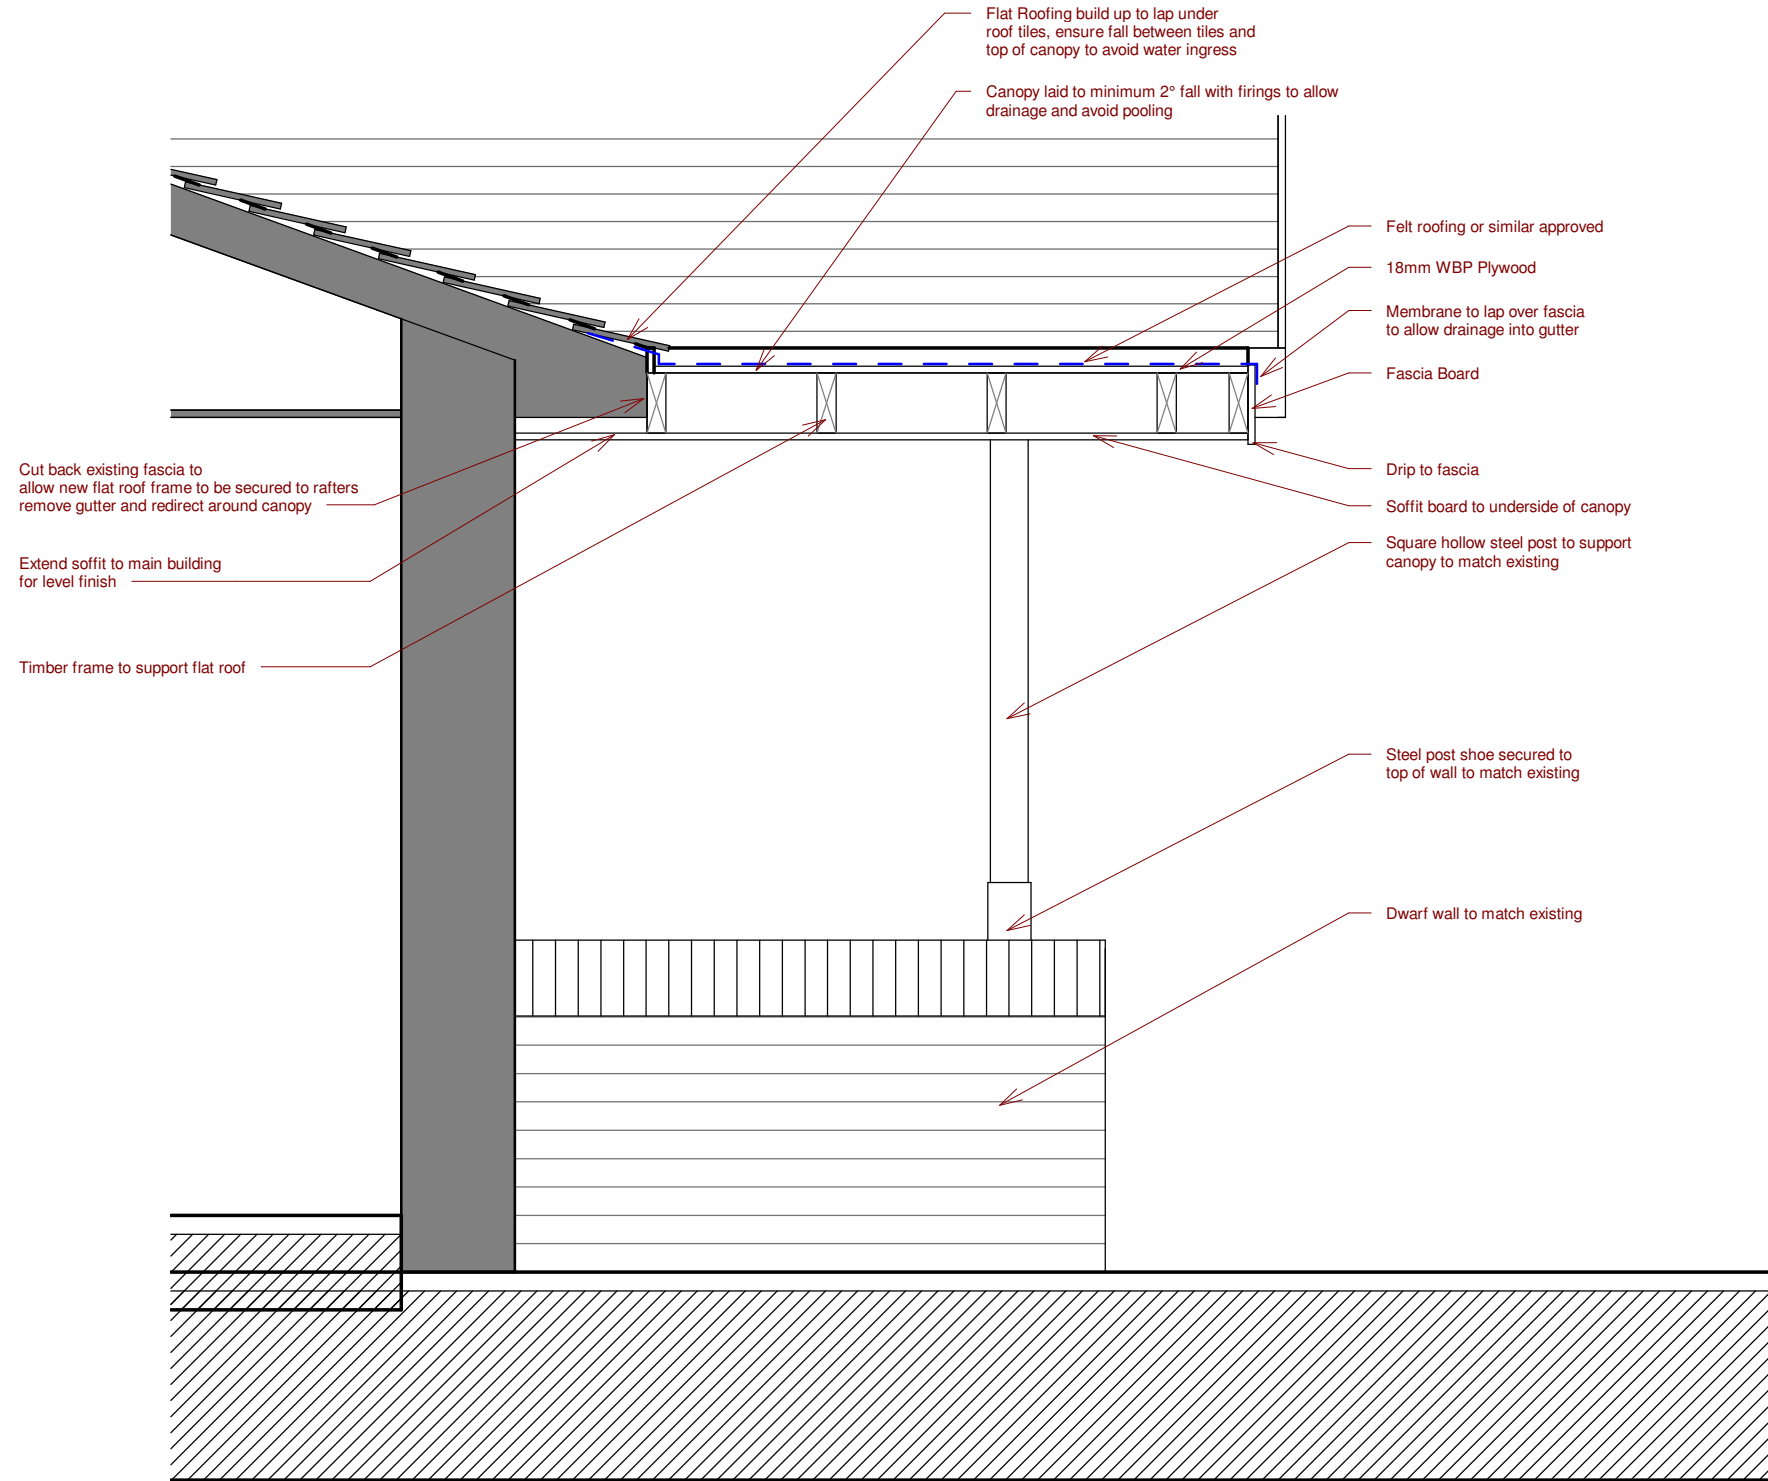 Flat Roofing build up to lap under
roof tiles, ensure fall between tiles and
top of canopy to avoid water ingress
Canopy laid to minimum 2° fall with firings to allow
drainage and avoid pooling
Felt roofing or similar approved
18mm WBP Plywood
Membrane to lap over fascia
to allow drainage into gutter
Fascia Board
Drip to fascia
Soffit board to underside of canopy
Square hollow steel post to support
canopy to match existing
Steel post shoe secured to
top of wall to match existing
Dwarf wall to match existing
Cut back existing fascia to
allow new flat roof frame to be secured to rafters
remove gutter and redirect around canopy
Extend soffit to main building
for level finish
Timber frame to support flat roof